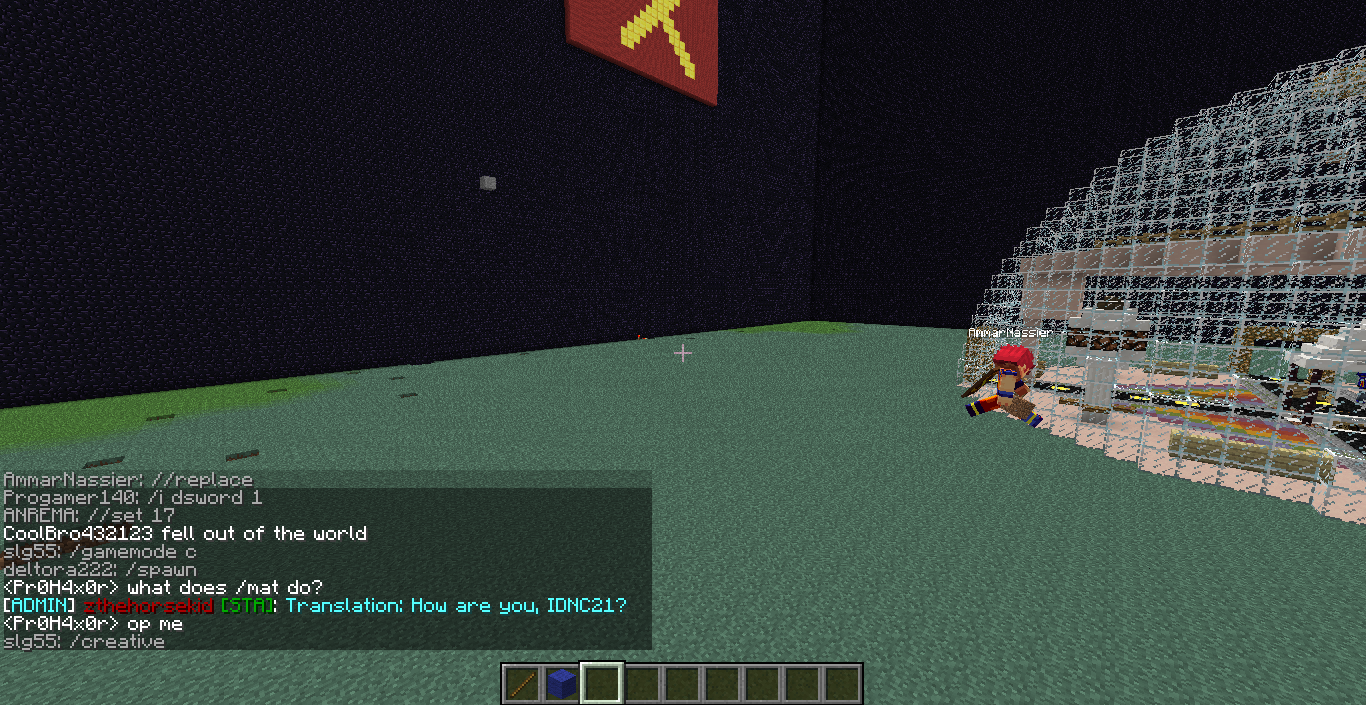 AmmarNassier
AmmarNassier: //replace
Progamer140: /i dsword 1
ANREMA: //set 17
CoolBro432123 fell out of the world
slg55: /gamemode c
deltora222: /spawn
<Pr0H4x0r> what does /mat do?
[ADMIN] zthehorsekid [STA]: Translation: How are you, IDNC21?
<Pr0H4x0r> op me
slg55: /creative